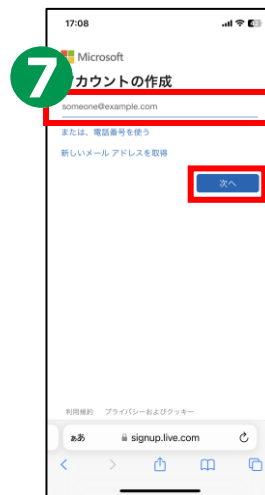 17:08
Microsoft
7
アカウントの作成
someone@example.com
または、電話番号を使う
新しいメール アドレスを取得
次へ
利用規約 プライバシーおよびクッキー
ぁあ signup.live.com